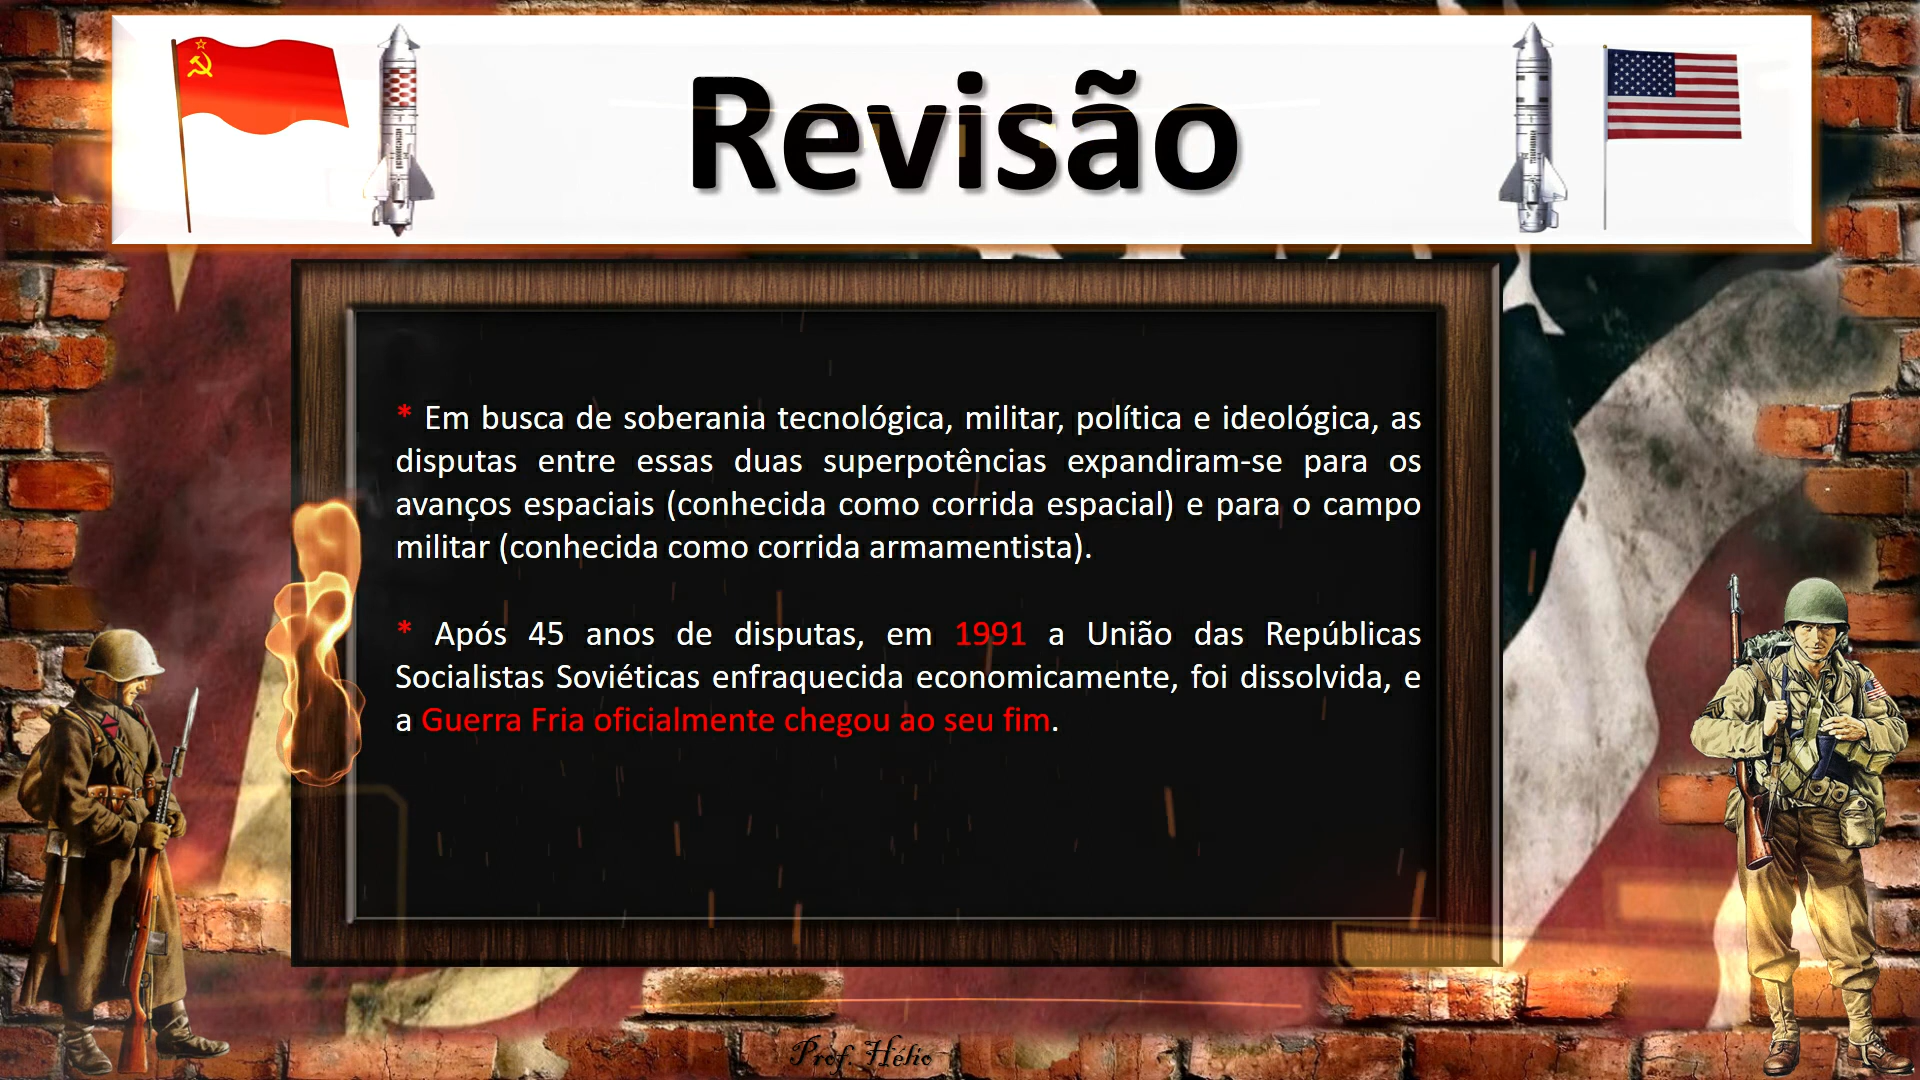 Revisão
* Em busca de soberania tecnológica, militar, política e ideológica, as
disputas entre essas duas superpotências expandiram-se para os
avanços espaciais (conhecida como corrida espacial) e para o campo
militar (conhecida como corrida armamentista).
* Após 45 anos de disputas, em 1991 a União das Repúblicas
Socialistas Soviéticas enfraquecida economicamente, foi dissolvida, e
a Guerra Fria oficialmente chegou ao seu fim.
Prof. Helio